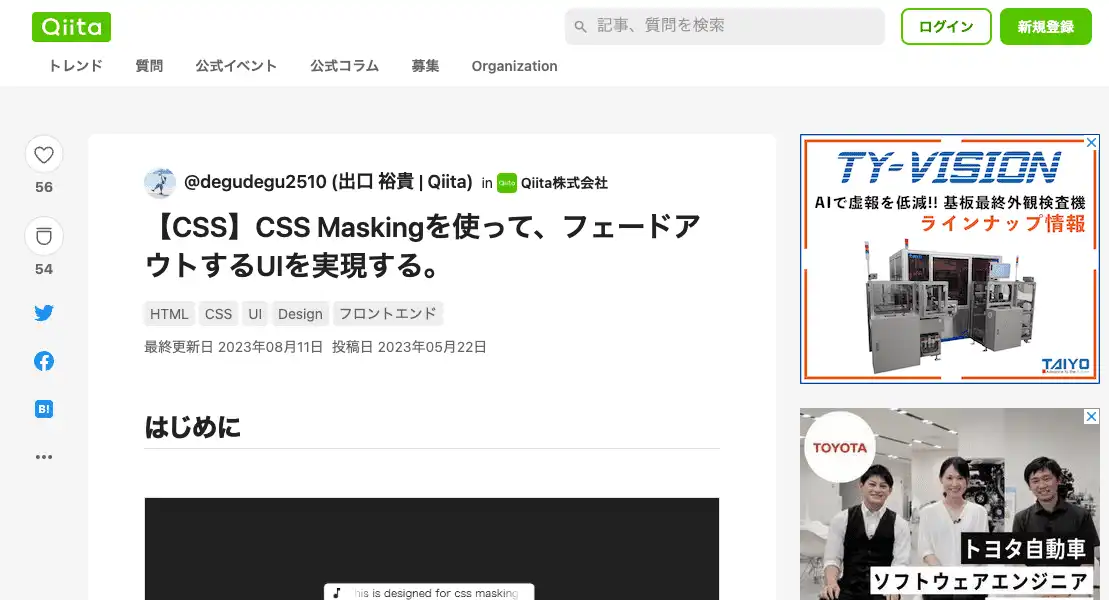 Qiita
記事、質問を検索
ログイン
新規登録
トレンド 質問 公式イベント 公式コラム 募集 Organization
56
54
B!
@degudegu2510 (出口 裕貴 | Qiita) in Qiita Qiita株式会社
【CSS】CSS Maskingを使って、フェードア
ウトするUIを実現する。
HTML CSS UI Design フロントエンド
最終更新日 2023年08月11日 投稿日 2023年05月22日
はじめに
his is designed for css masking
TY-VISION
AIで虚報を低減!! 基板最終外観検査機
ラインナップ情報
TAIYO
TOYOTA
トヨタ自動車
ソフトウェアエンジニア